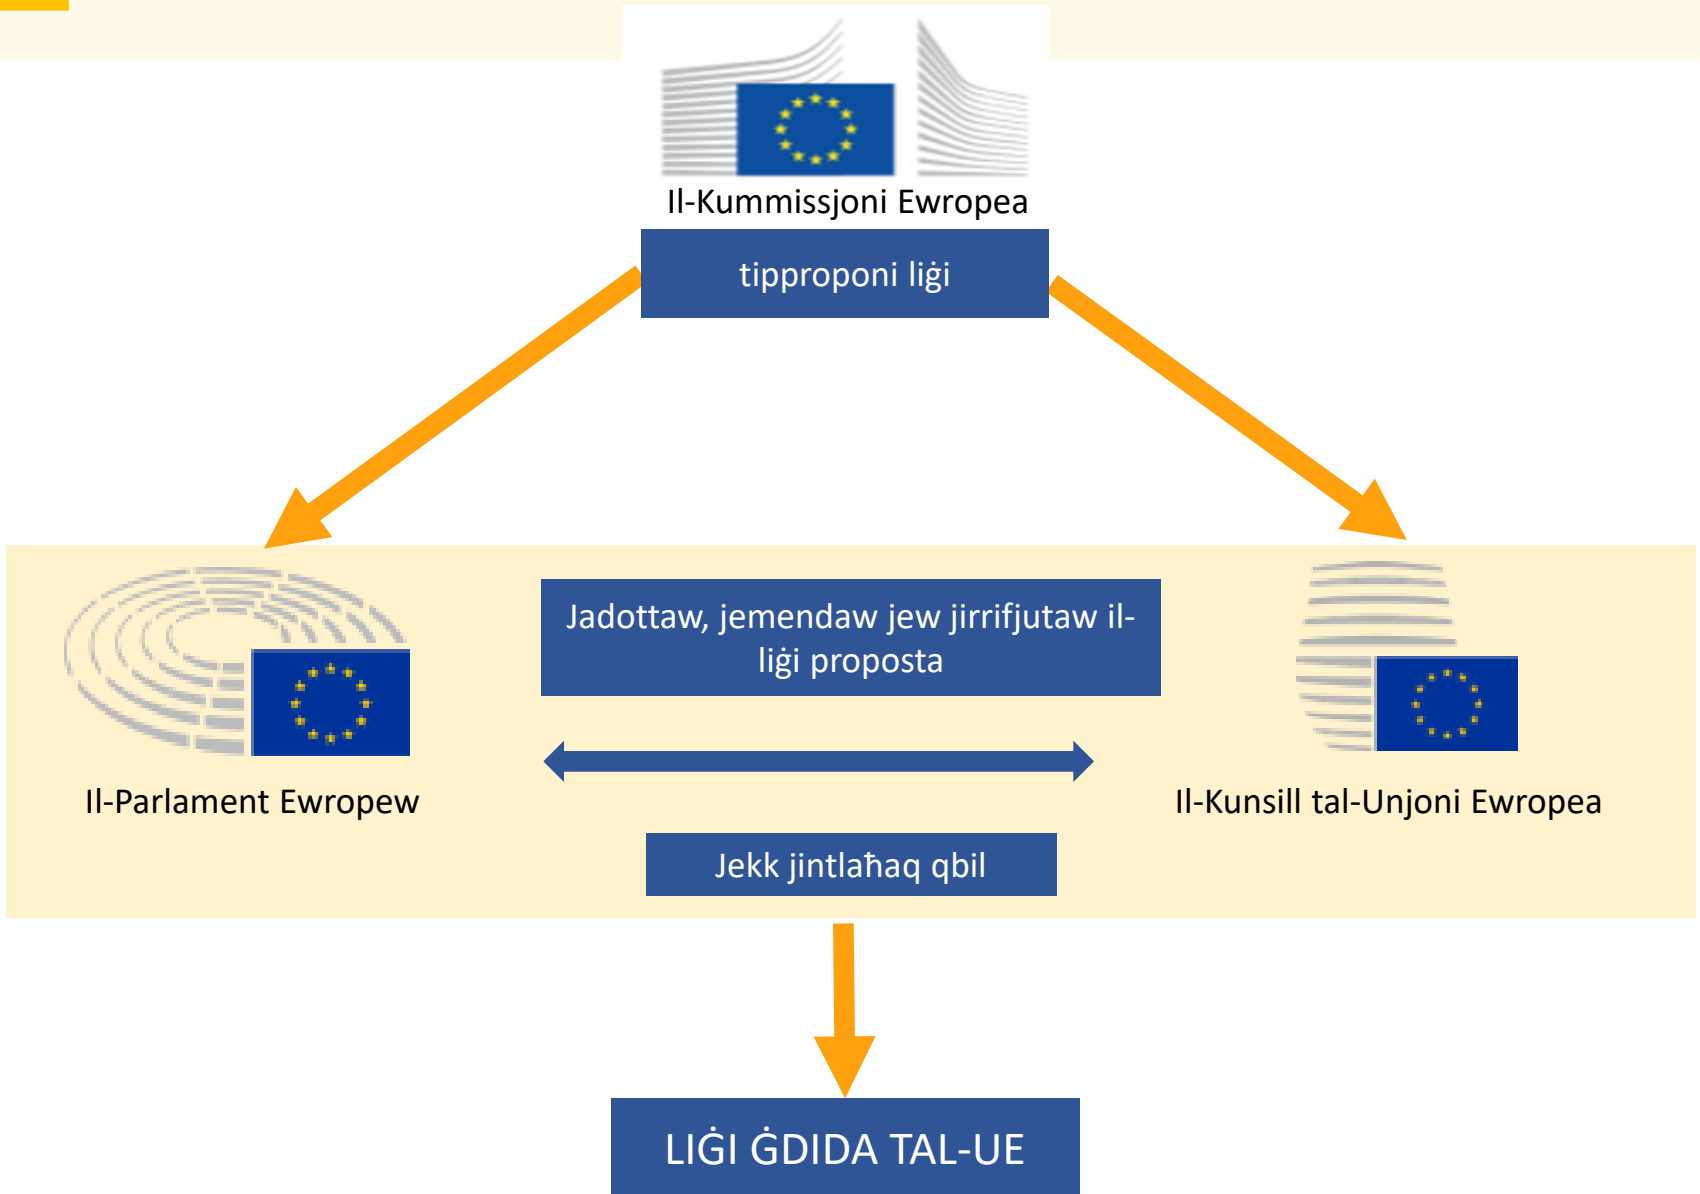 Il-Kummissjoni Ewropea
tipproponi liġi
Jadottaw, jemendaw jew jirrifjutaw il-
liġi proposta
Il-Parlament Ewropew
Il-Kunsill tal-Unjoni Ewropea
Jekk jintlaħaq qbil
LIĠI ĠDIDA TAL-UE